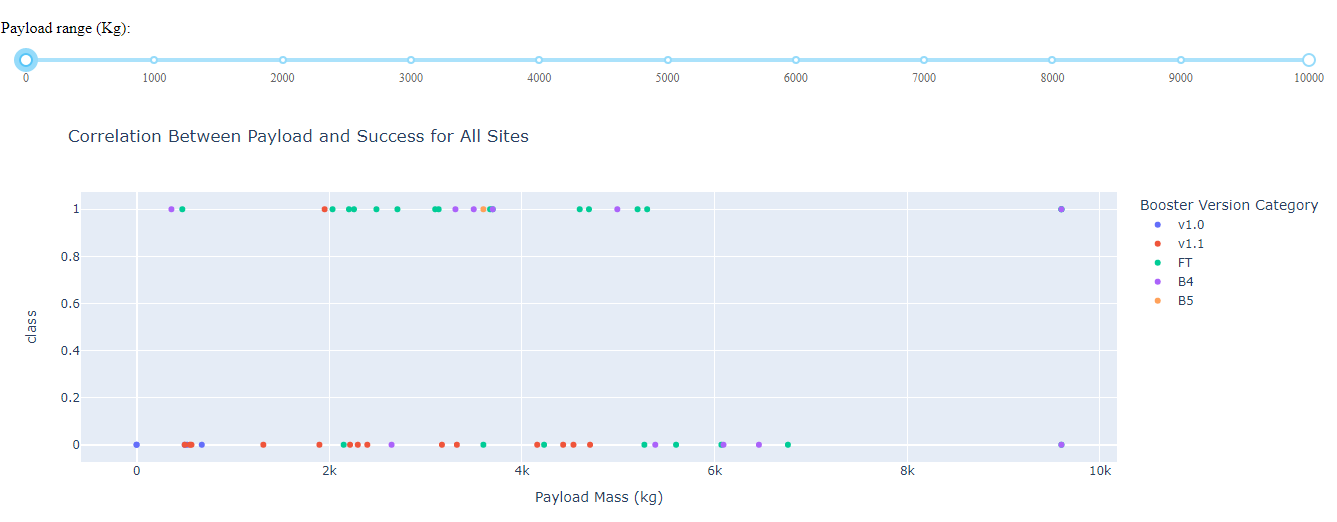 Payload range (Kg):
0 1000 2000 3000 4000 5000 6000 7000 8000 9000 10000
Correlation Between Payload and Success for All Sites
1
0.8
0.6
0.4
0.2
0
class
0 2k 4k 6k 8k 10k
Payload Mass (kg)
Booster Version Category
v1.0
v1.1
FT
B4
B5